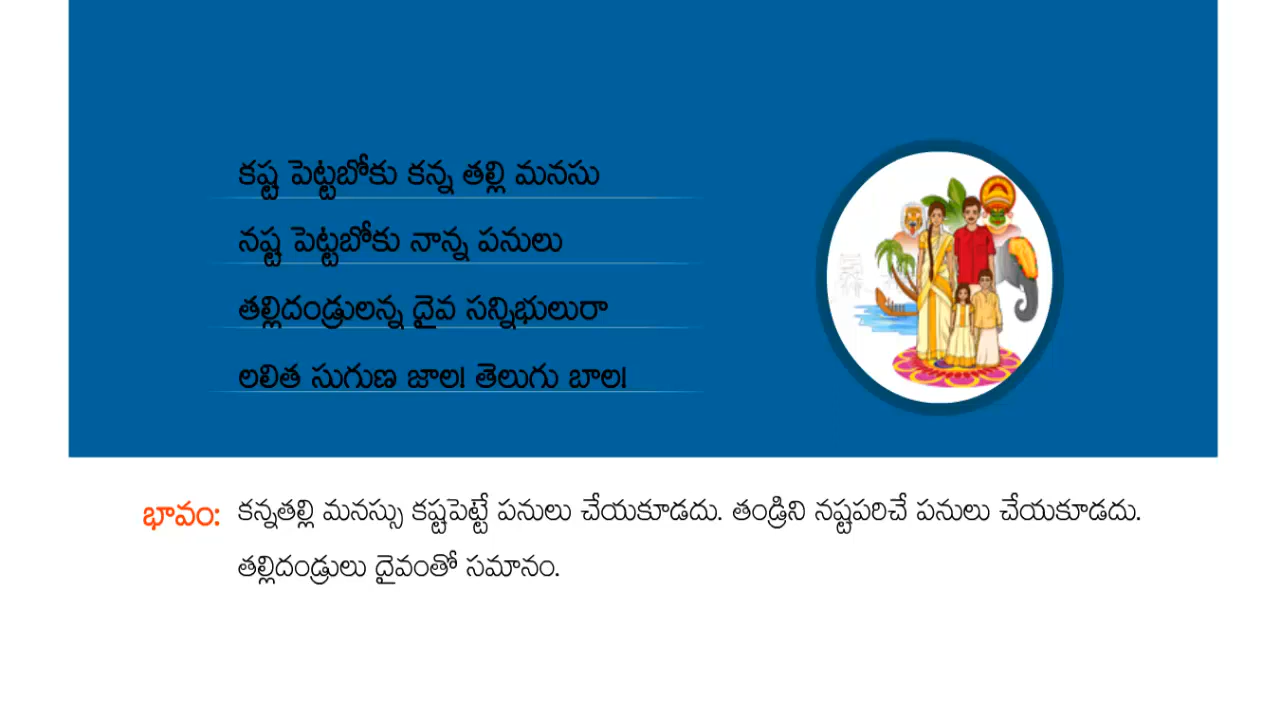 కష్ట పెట్టబోకు కన్న తల్లి మనసు
నష్ట పెట్టబోకు నాన్న పనులు
తల్లిదండ్రులన్న దైవ సన్నిభులురా
లలిత సుగుణ జాల! తెలుగు బాల!
భావం: కన్నతల్లి మనస్సు కష్టపెట్టే పనులు చేయకూడదు. తండ్రిని నష్టపరిచే పనులు చేయకూడదు.
తల్లిదండ్రులు దైవంతో సమానం.